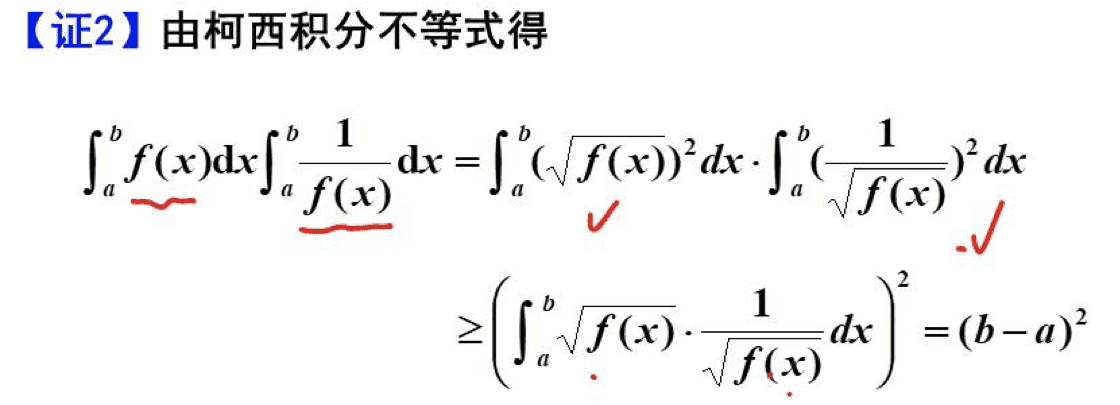 【证2】由柯西积分不等式得
$\int_a^b f(x)\mathrm{d}x \int_a^b \frac{1}{f(x)}\mathrm{d}x = \int_a^b (\sqrt{f(x)})^2 dx \cdot \int_a^b (\frac{1}{\sqrt{f(x)}})^2 dx$
$\geq \left( \int_a^b \sqrt{f(x)} \cdot \frac{1}{\sqrt{f(x)}} dx \right)^2 = (b-a)^2$